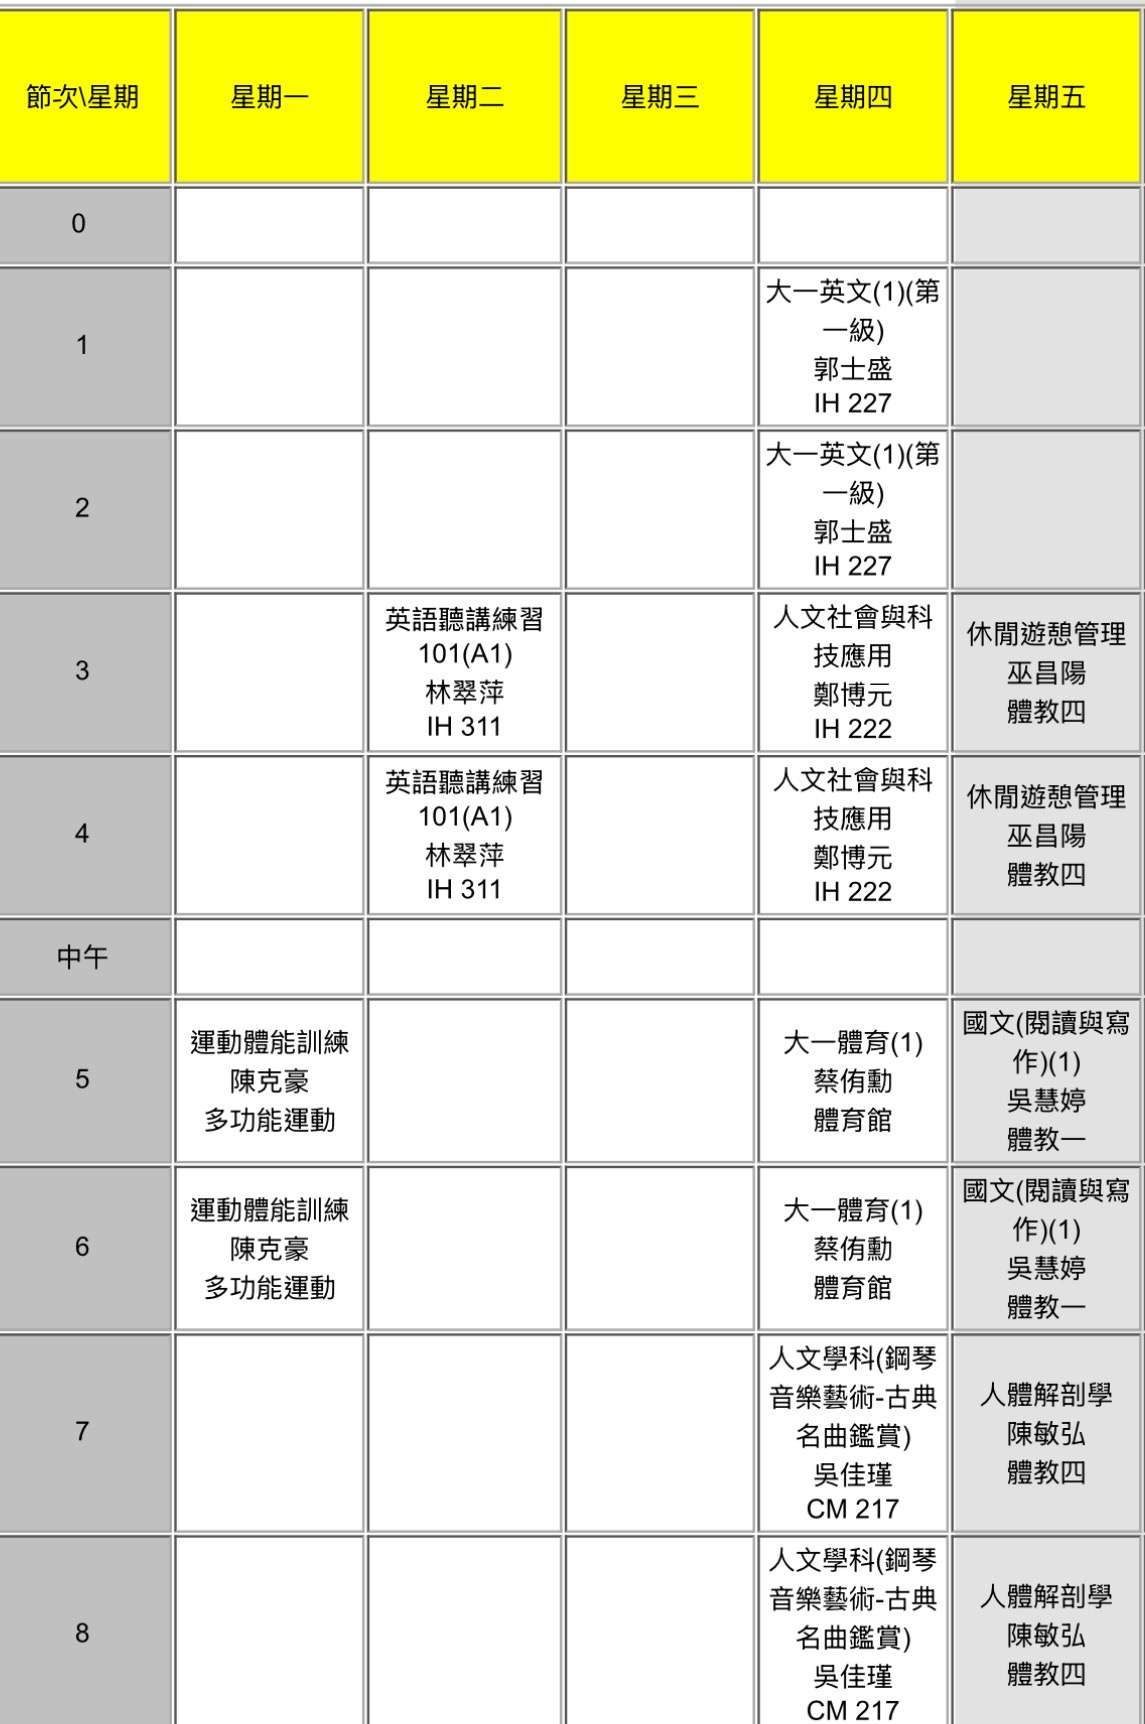 節次\星期 星期一 星期二 星期三 星期四 星期五
0
1
大一英文(1)(第
一級)
郭士盛
IH 227
2
大一英文(1)(第
一級)
郭士盛
IH 227
3
英語聽講練習
101(A1)
林翠萍
IH 311
人文社會與科
技應用
鄭博元
IH 222
休閒遊憩管理
巫昌陽
體教四
4
英語聽講練習
101(A1)
林翠萍
IH 311
人文社會與科
技應用
鄭博元
IH 222
休閒遊憩管理
巫昌陽
體教四
中午
5
運動體能訓練
陳克豪
多功能運動
大一體育(1)
蔡侑勳
體育館
國文(閱讀與寫
作)(1)
吳慧婷
體教一
6
運動體能訓練
陳克豪
多功能運動
大一體育(1)
蔡侑勳
體育館
國文(閱讀與寫
作)(1)
吳慧婷
體教一
7
人文學科(鋼琴
音樂藝術-古典
名曲鑑賞)
吳佳瑾
CM 217
人體解剖學
陳敏弘
體教四
8
人文學科(鋼琴
音樂藝術-古典
名曲鑑賞)
吳佳瑾
CM 217
人體解剖學
陳敏弘
體教四